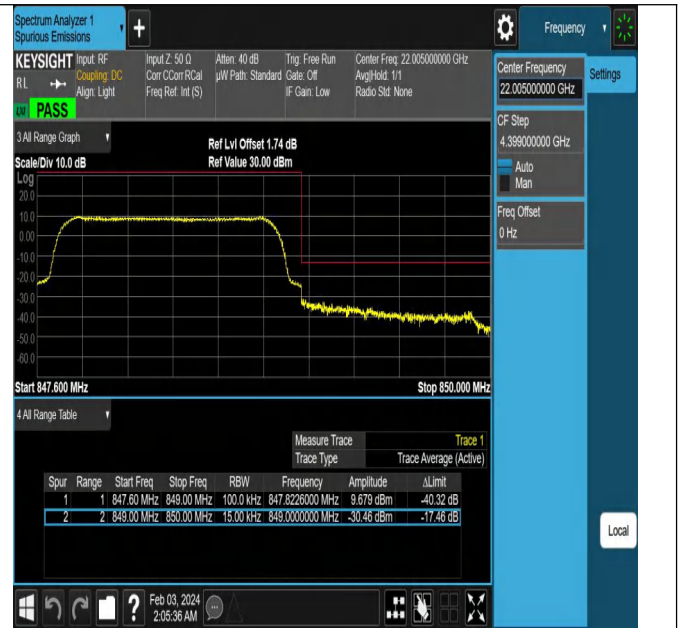 Spectrum Analyzer 1
Spurious Emissions
Frequency
KEYSIGHT
RL
PASS
Input: RF
Coupling: DC
Align: Light
Input Z: 50 Ω
Corr CCorr RCal
Freq Ref: Int (S)
Atten: 40 dB
µW Path: Standard
Trig: Free Run
Gate: Off
IF Gain: Low
Center Freq: 22.005000000 GHz
Avg|Hold: 1/1
Radio Std: None
Center Frequency
22.005000000 GHz
Settings
CF Step
4.399000000 GHz
Auto
Man
Freq Offset
0 Hz
Local
3 All Range Graph
Scale/Div 10.0 dB
Ref Lvl Offset 1.74 dB
Ref Value 30.00 dBm
Log
20.0
10.0
0.00
-10.0
-20.0
-30.0
-40.0
-50.0
-60.0
Start 847.600 MHz
Stop 850.000 MHz
4 All Range Table
Measure Trace Trace 1
Trace Type Trace Average (Active)
Spur Range Start Freq Stop Freq RBW Frequency Amplitude ΔLimit
1 1 847.60 MHz 849.00 MHz 100.0 kHz 847.8226000 MHz 9.679 dBm -40.32 dB
2 2 849.00 MHz 850.00 MHz 15.00 kHz 849.0000000 MHz -30.46 dBm -17.46 dB
?
Feb 03, 2024
2:05:36 AM